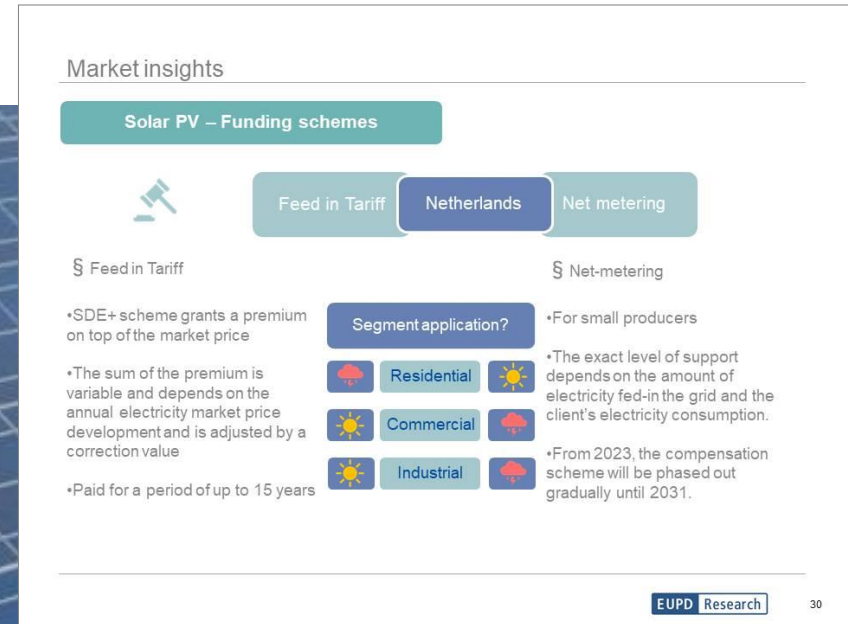 Market insights
Solar PV – Funding schemes
Feed in Tariff
Netherlands
Net metering
§ Feed in Tariff
•SDE+ scheme grants a premium
on top of the market price
•The sum of the premium is
variable and depends on the
annual electricity market price
development and is adjusted by a
correction value
•Paid for a period of up to 15 years
Segment application?
Residential
Commercial
Industrial
§ Net-metering
•For small producers
•The exact level of support
depends on the amount of
electricity fed-in the grid and the
client's electricity consumption.
•From 2023, the compensation
scheme will be phased out
gradually until 2031.
EUPD Research
30